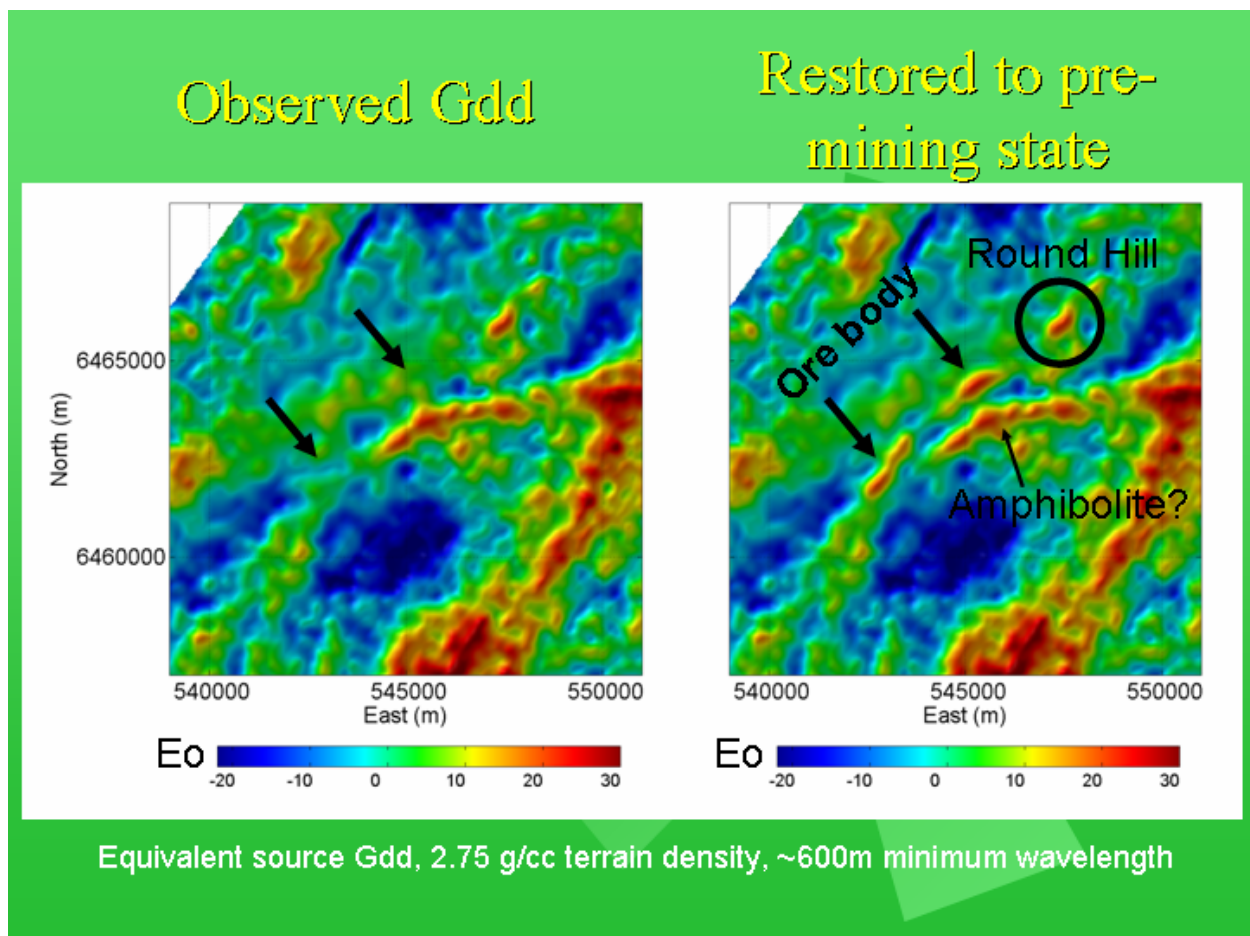 Observed Gdd
Restored to pre-
mining state
North (m)
6465000
6460000
540000
545000
550000
East (m)
Eo
-20
-10
0
10
20
30
Ore body
Round Hill
Amphibolite?
540000
545000
550000
East (m)
Eo
-20
-10
0
10
20
30
Equivalent source Gdd, 2.75 g/cc terrain density, ~600m minimum wavelength